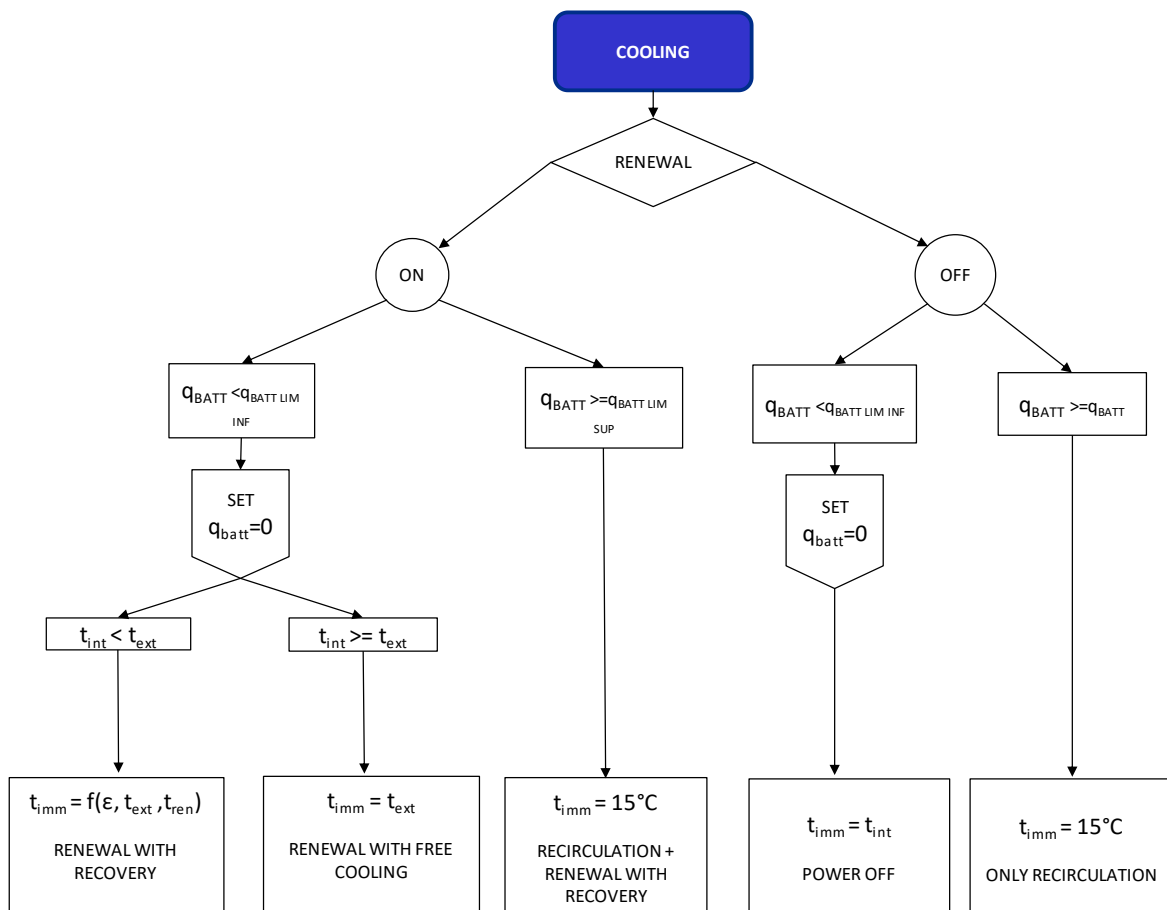 COOLING
RENEWAL
ON
OFF
qBATT <qBATT LIM
INF
qBATT >=qBATT LIM
SUP
qBATT <qBATT LIM INF
qBATT >=qBATT
SET
qbatt=0
SET
qbatt=0
tint < text
tint >= text
timm = f(ε, text ,tren)
RENEWAL WITH
RECOVERY
timm = text
RENEWAL WITH FREE
COOLING
timm = 15°C
RECIRCULATION +
RENEWAL WITH
RECOVERY
timm = tint
POWER OFF
timm = 15°C
ONLY RECIRCULATION